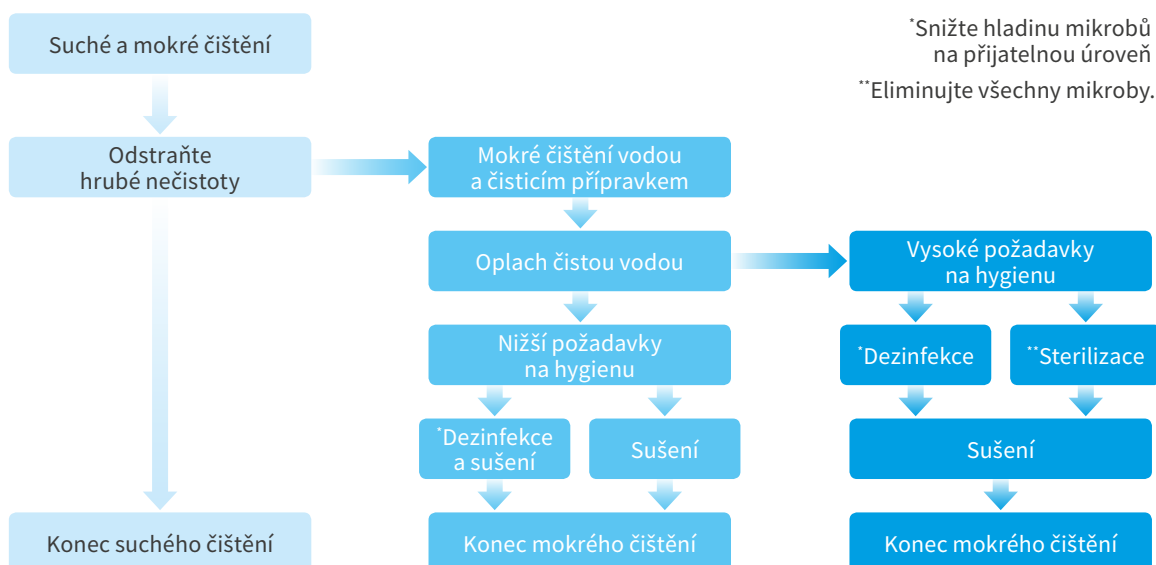 Suché a mokré čištění
*Snižte hladinu mikrobů
na přijatelnou úroveň
**Eliminujte všechny mikroby.
Odstraňte
hrubé nečistoty
Mokré čištění vodou
a čisticím přípravkem
Oplach čistou vodou
Vysoké požadavky
na hygienu
Nižší požadavky
na hygienu
*Dezinfekce
**Sterilizace
*Dezinfekce
a sušení
Sušení
Sušení
Konec suchého čištění
Konec mokrého čištění
Konec mokrého čištění